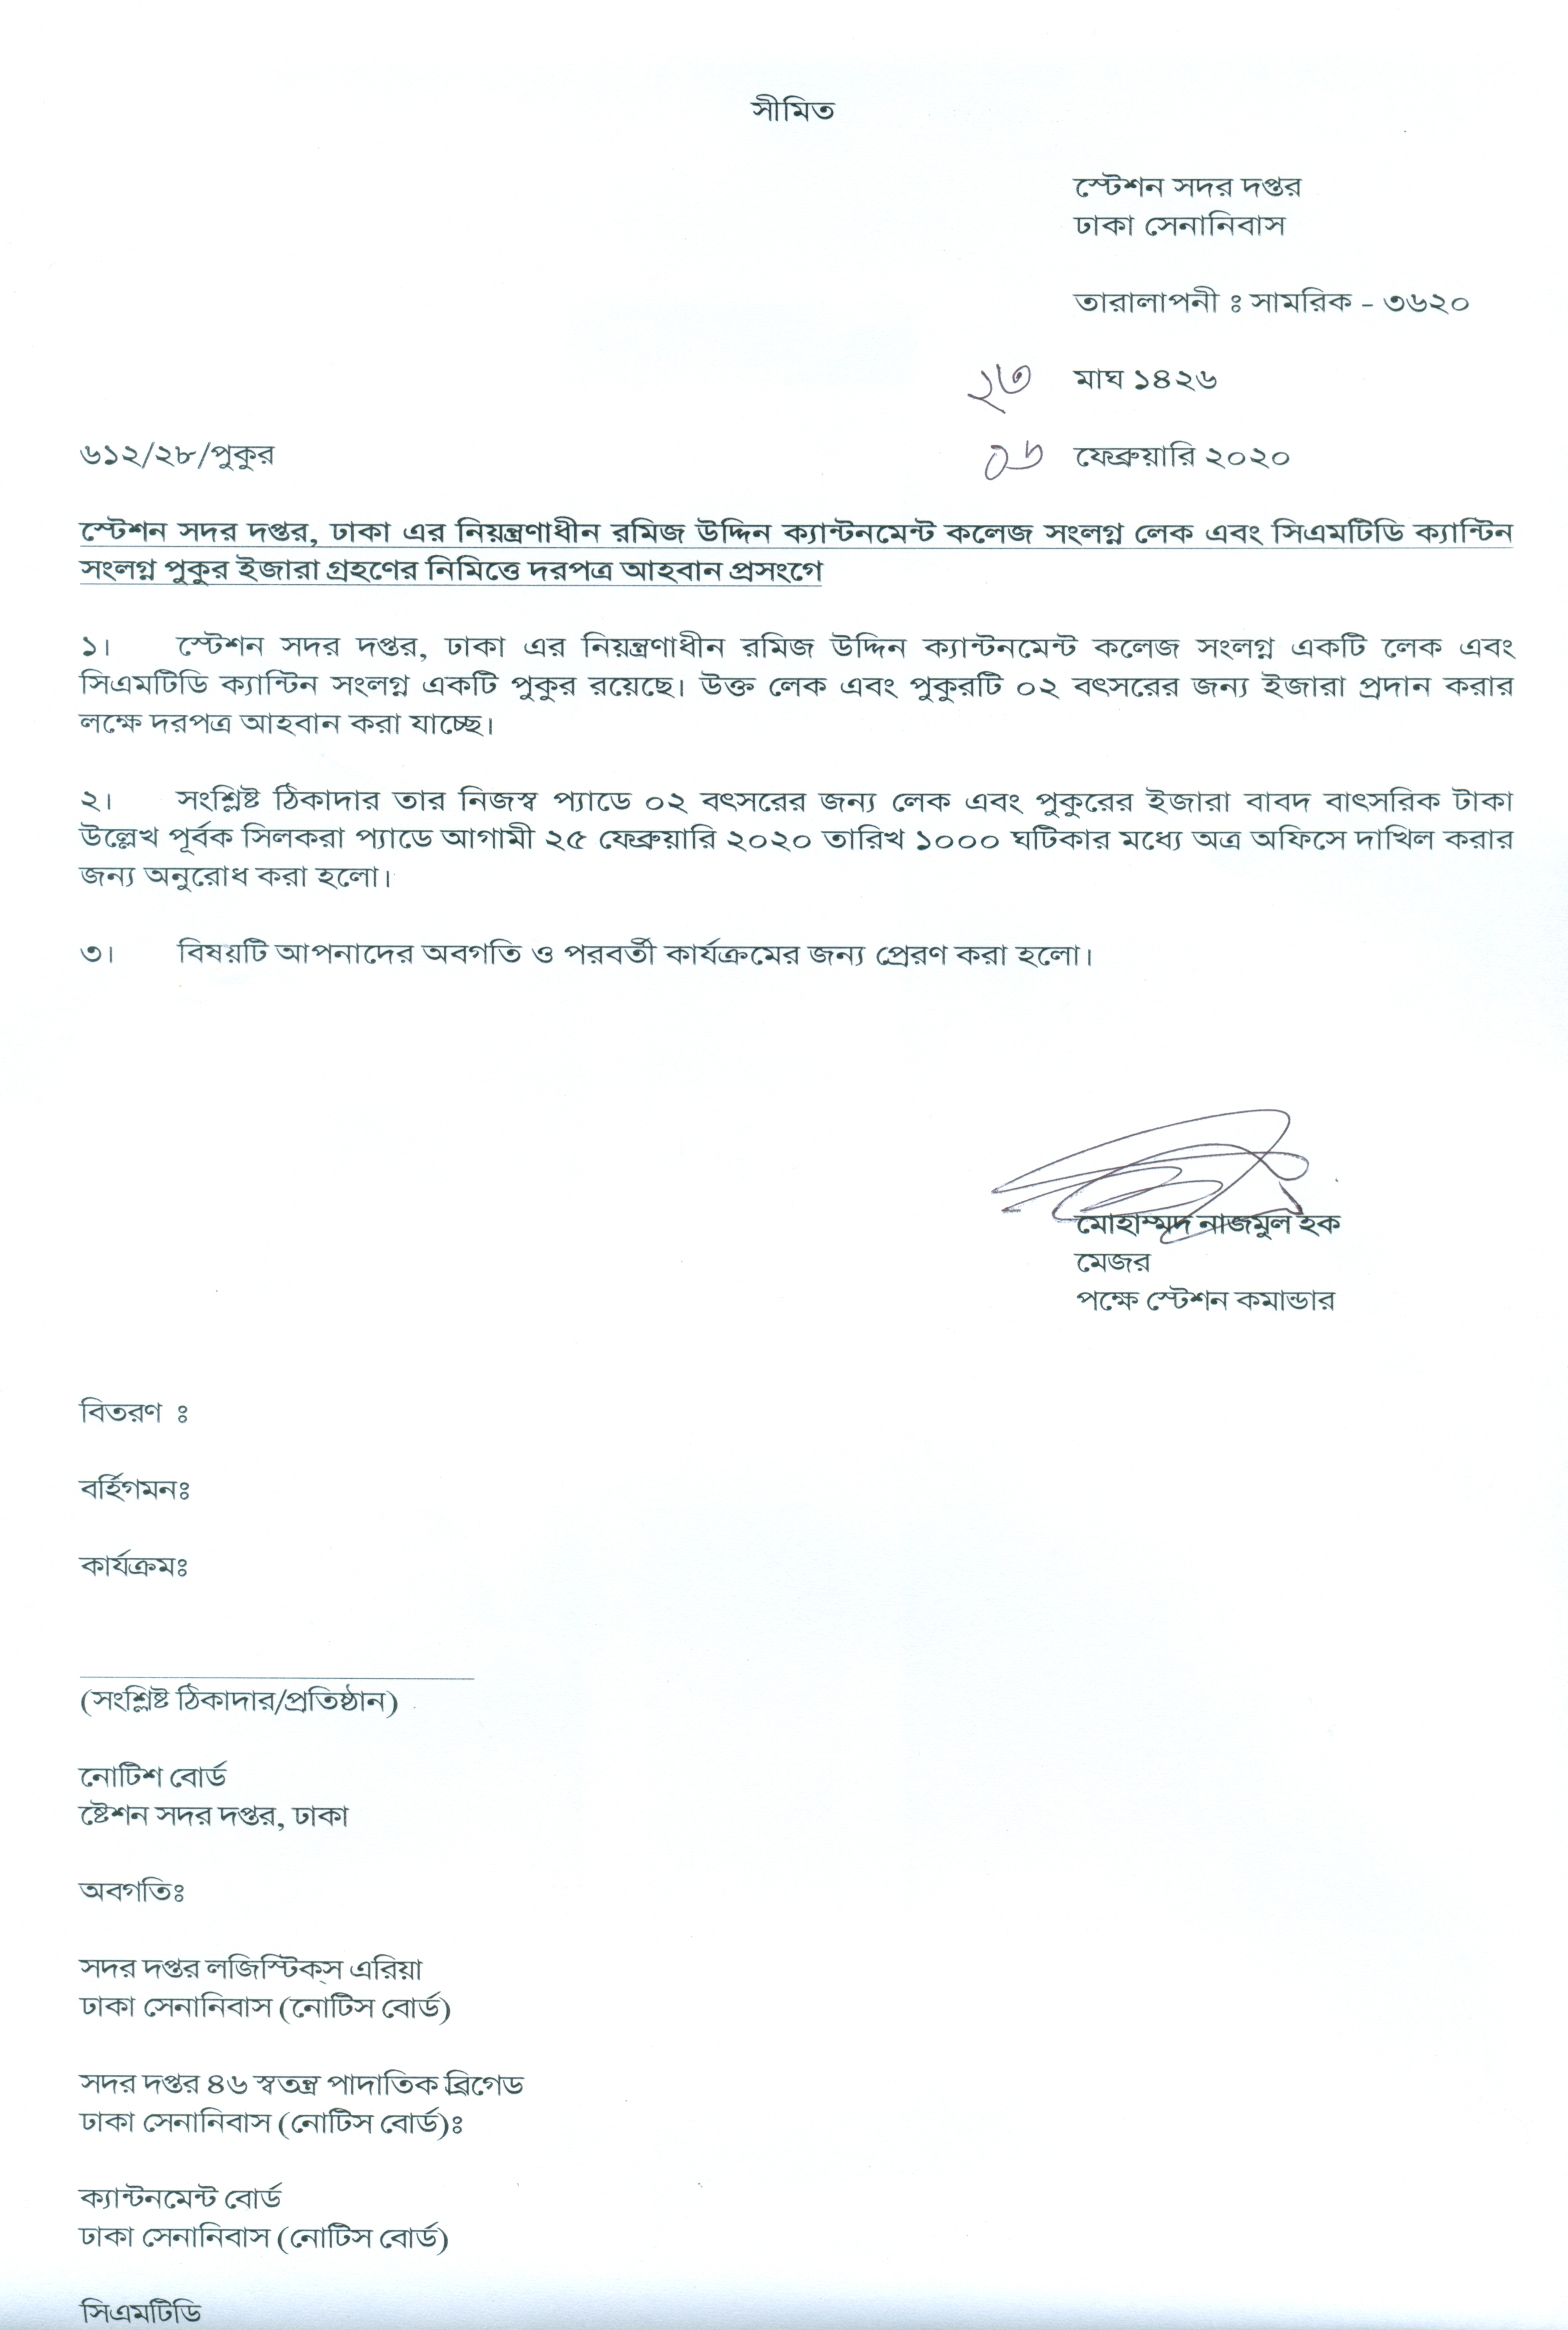 সীমিত
স্টেশন সদর দপ্তর
ঢাকা সেনানিবাস
তারালাপনী ঃ সামরিক - ৩৬২০
২৩ মাঘ ১৪২৬
৬১২/২৮/পুকুর
০৬ ফেব্রুয়ারি ২০২০
স্টেশন সদর দপ্তর, ঢাকা এর নিয়ন্ত্রণাধীন রমিজ উদ্দিন ক্যান্টনমেন্ট কলেজ সংলগ্ন লেক এবং সিএমটিডি ক্যান্টিন
সংলগ্ন পুকুর ইজারা গ্রহণের নিমিত্তে দরপত্র আহবান প্রসংগে
১। স্টেশন সদর দপ্তর, ঢাকা এর নিয়ন্ত্রণাধীন রমিজ উদ্দিন ক্যান্টনমেন্ট কলেজ সংলগ্ন একটি লেক এবং
সিএমটিডি ক্যান্টিন সংলগ্ন একটি পুকুর রয়েছে। উক্ত লেক এবং পুকুরটি ০২ বৎসরের জন্য ইজারা প্রদান করার
লক্ষে দরপত্র আহবান করা যাচ্ছে।
২। সংশ্লিষ্ট ঠিকাদার তার নিজস্ব প্যাডে ০২ বৎসরের জন্য লেক এবং পুকুরের ইজারা বাবদ বাৎসরিক টাকা
উল্লেখ পূর্বক সিলকরা প্যাডে আগামী ২৫ ফেব্রুয়ারি ২০২০ তারিখ ১০০০ ঘটিকার মধ্যে অত্র অফিসে দাখিল করার
জন্য অনুরোধ করা হলো।
৩। বিষয়টি আপনাদের অবগতি ও পরবর্তী কার্যক্রমের জন্য প্রেরণ করা হলো।
মোহাম্মদ নাজমুল হক
মেজর
পক্ষে স্টেশন কমান্ডার
বিতরণ ঃ
বর্হিগমনঃ
কার্যক্রমঃ
(সংশ্লিষ্ট ঠিকাদার/প্রতিষ্ঠান)
নোটিশ বোর্ড
ষ্টেশন সদর দপ্তর, ঢাকা
অবগতিঃ
সদর দপ্তর লজিস্টিক্স এরিয়া
ঢাকা সেনানিবাস (নোটিস বোর্ড)
সদর দপ্তর ৪৬ স্বতন্ত্র পাদাতিক ব্রিগেড
ঢাকা সেনানিবাস (নোটিস বোর্ড)ঃ
ক্যান্টনমেন্ট বোর্ড
ঢাকা সেনানিবাস (নোটিস বোর্ড)
সিএমটিডি